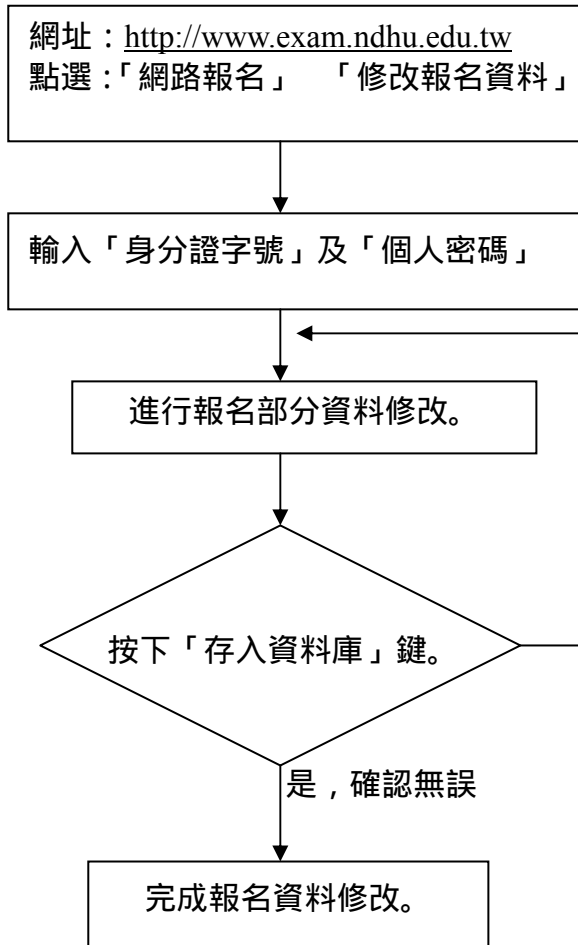 網址：http://www.exam.ndhu.edu.tw
點選：「網路報名」 「修改報名資料」
輸入「身分證字號」及「個人密碼」
進行報名部分資料修改。
按下「存入資料庫」鍵。
是，確認無誤
完成報名資料修改。